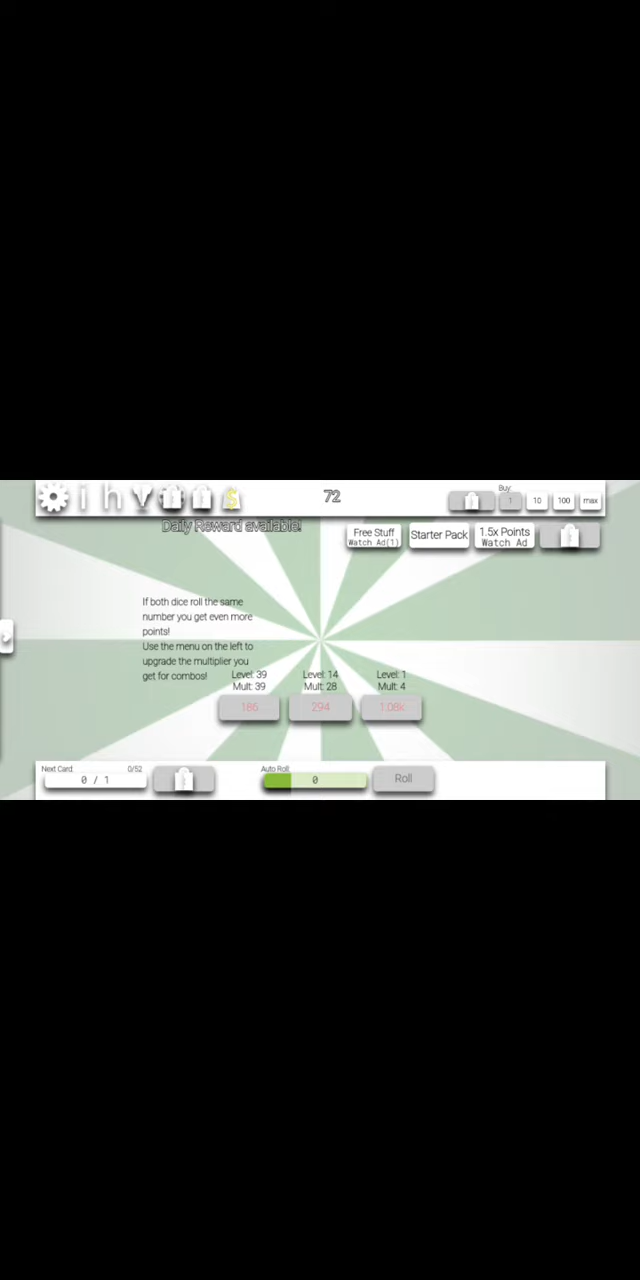 i h
72
Buy:
1 10 100 max
Daily Reward available!
Free Stuff
Watch Ad(1)
Starter Pack
1.5x Points
Watch Ad
If both dice roll the same
number you get even more
points!
Use the menu on the left to
upgrade the multiplier you
get for combos!
Level: 39
Mult: 39
186
Level: 14
Mult: 28
294
Level: 1
Mult: 4
1.08k
Next Card: 0/52
0 / 1
Auto Roll:
0
Roll